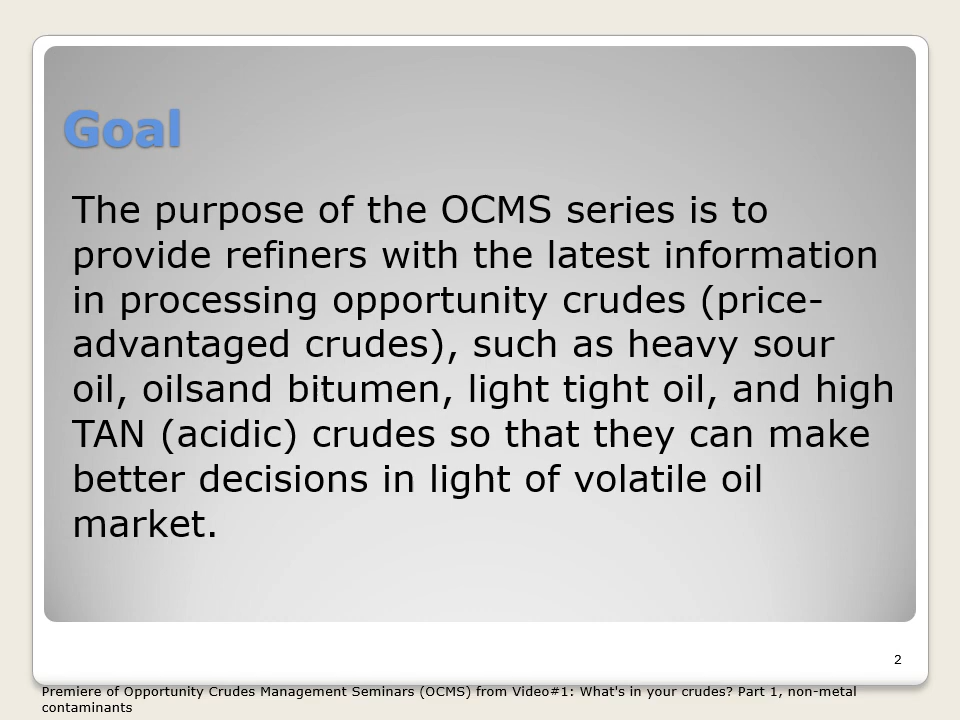 Goal
The purpose of the OCMS series is to
provide refiners with the latest information
in processing opportunity crudes (price-
advantaged crudes), such as heavy sour
oil, oilsand bitumen, light tight oil, and high
TAN (acidic) crudes so that they can make
better decisions in light of volatile oil
market.
2
Premiere of Opportunity Crudes Management Seminars (OCMS) from Video#1: What's in your crudes? Part 1, non-metal
contaminants